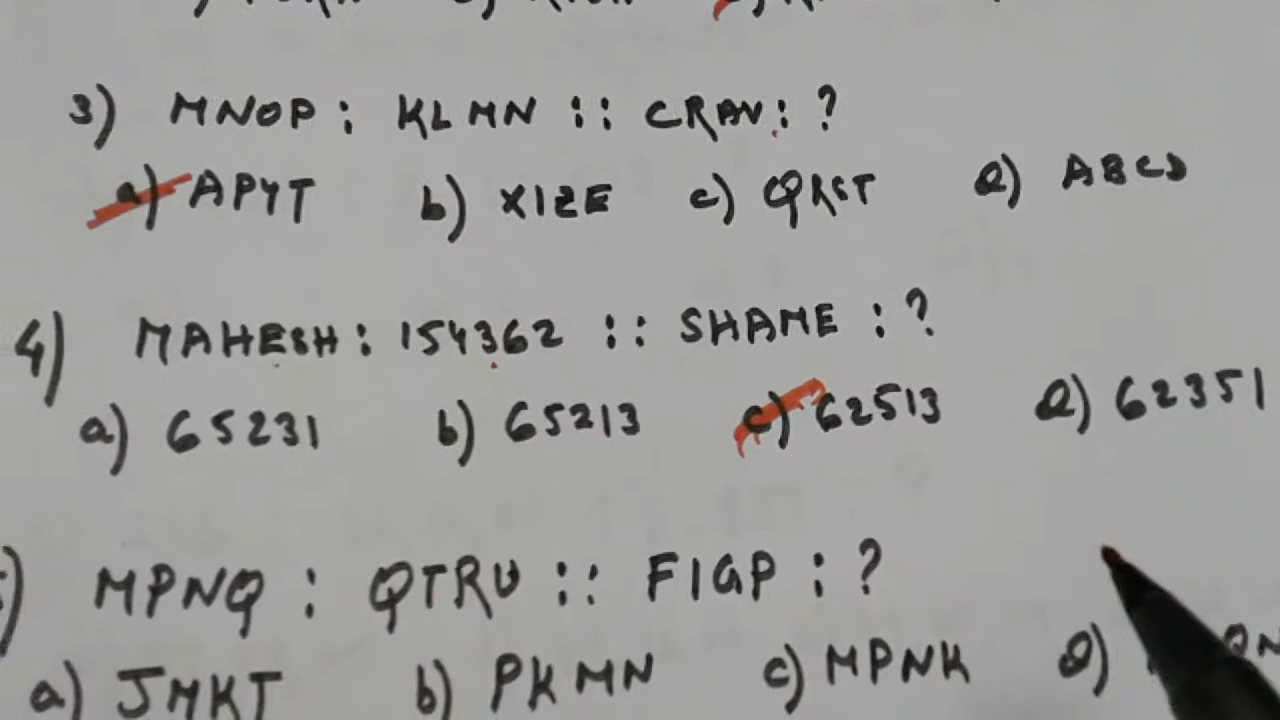 3) MNOP : KLMN :: CRAV : ?
a) APYT b) XIZE c) QRST d) ABCD
4) MAHESH : 154362 :: SHAME : ?
a) 65231 b) 65213 c) 62513 d) 62351
MPNQ : QTRU :: FIGP : ?
a) JMKT b) PKMN c) MPNK d)